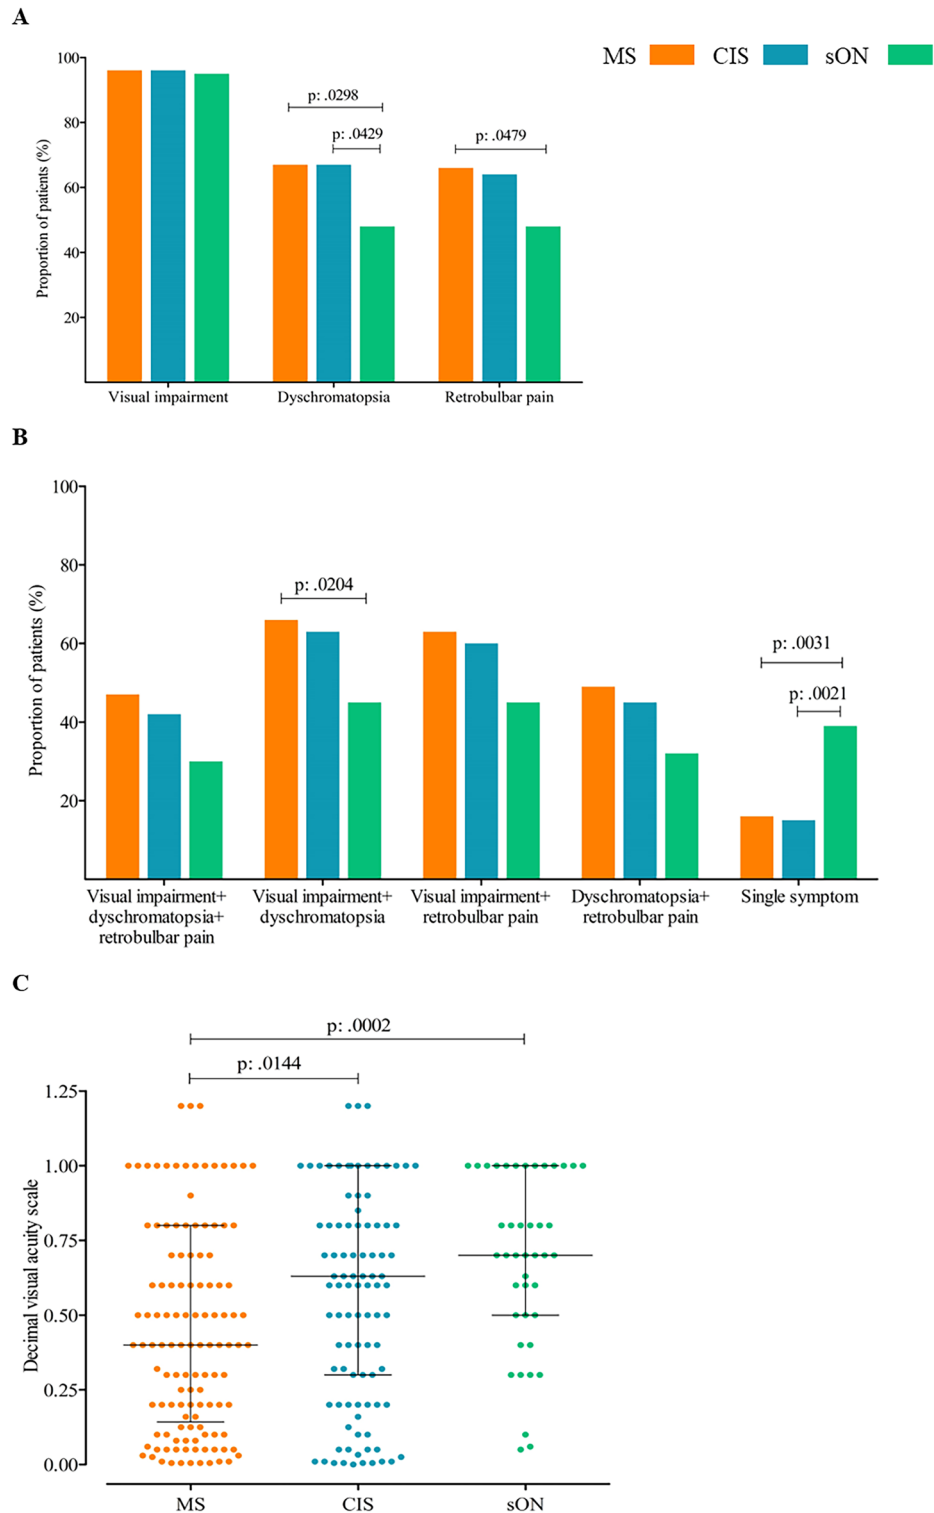 A
MS CIS sON
100
80
60
40
20
Proportion of patients (%)
p: .0298
p: .0429
p: .0479
Visual impairment Dyschromatopsia Retrobulbar pain
B
100
80
60
40
20
Proportion of patients (%)
p: .0204
p: .0031
p: .0021
Visual impairment+
dyschromatopsia+
retrobulbar pain
Visual impairment+
dyschromatopsia
Visual impairment+
retrobulbar pain
Dyschromatopsia+
retrobulbar pain
Single symptom
C
p: .0002
p: .0144
1.25
1.00
0.75
0.50
0.25
0.00
Decimal visual acuity scale
MS CIS sON